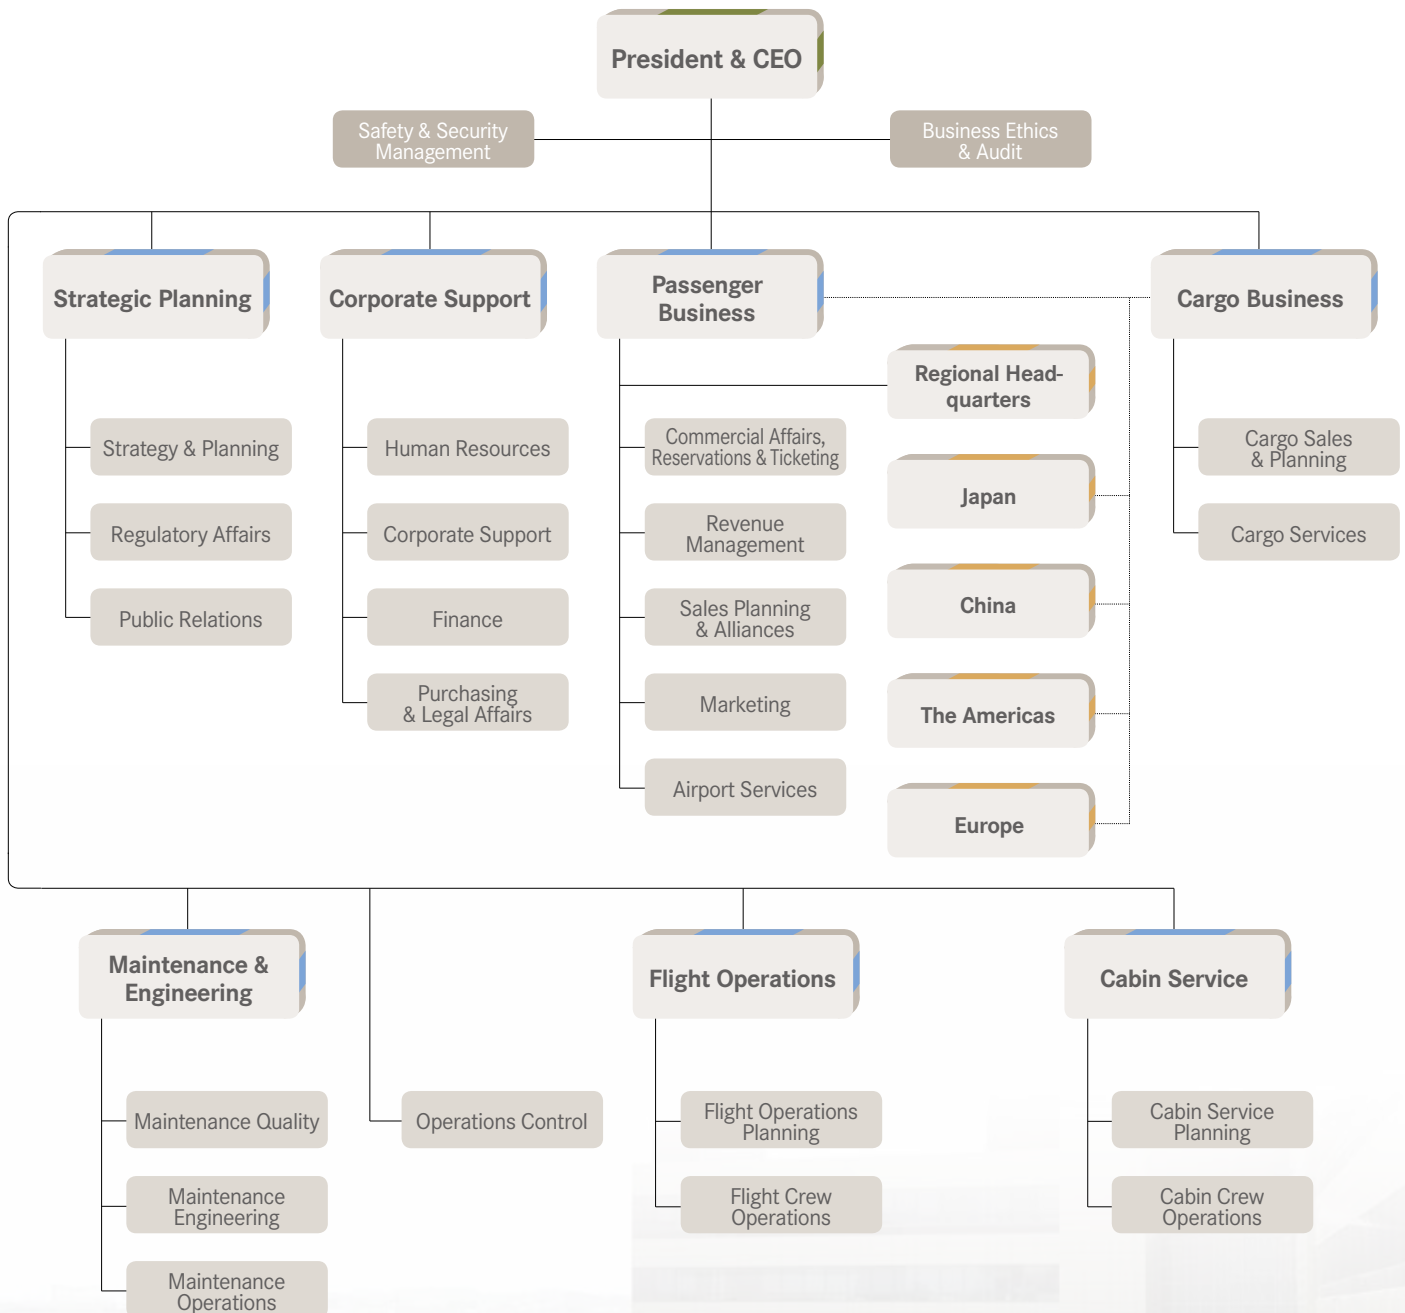 President & CEO
Safety & Security
Management
Business Ethics
& Audit
Strategic Planning
Corporate Support
Passenger
Business
Cargo Business
Regional Head-
quarters
Strategy & Planning
Regulatory Affairs
Public Relations
Human Resources
Corporate Support
Finance
Purchasing
& Legal Affairs
Commercial Affairs,
Reservations & Ticketing
Revenue
Management
Sales Planning
& Alliances
Marketing
Airport Services
Japan
China
The Americas
Europe
Cargo Sales
& Planning
Cargo Services
Maintenance &
Engineering
Flight Operations
Cabin Service
Maintenance Quality
Maintenance
Engineering
Maintenance
Operations
Operations Control
Flight Operations
Planning
Flight Crew
Operations
Cabin Service
Planning
Cabin Crew
Operations